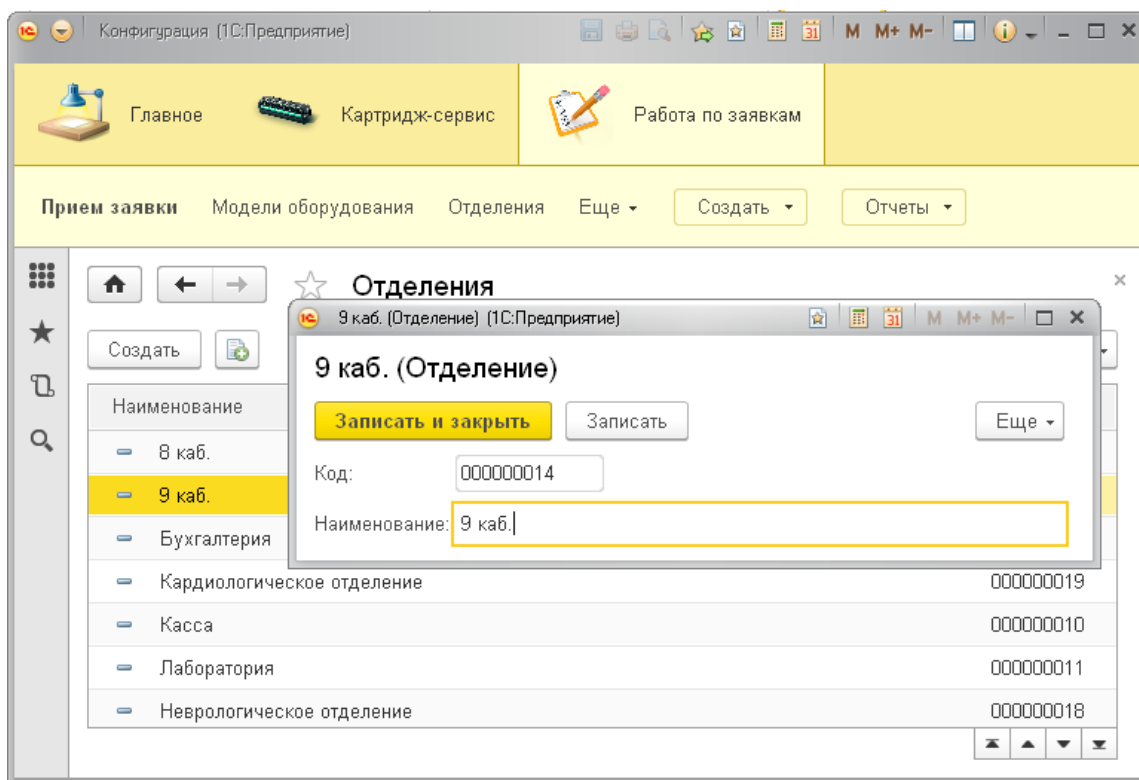 Конфигурация (1С:Предприятие)
M M+ M-
Главное
Картридж-сервис
Работа по заявкам
Прием заявки Модели оборудования Отделения Еще Создать Отчеты
Отделения
Создать
Наименование
8 каб.
9 каб.
Бухгалтерия
9 каб. (Отделение) (1С:Предприятие)
31 M M+ M-
9 каб. (Отделение)
Записать и закрыть Записать Еще
Код: 000000014
Наименование: 9 каб.
Кардиологическое отделение 000000019
Касса 000000010
Лаборатория 000000011
Неврологическое отделение 000000018